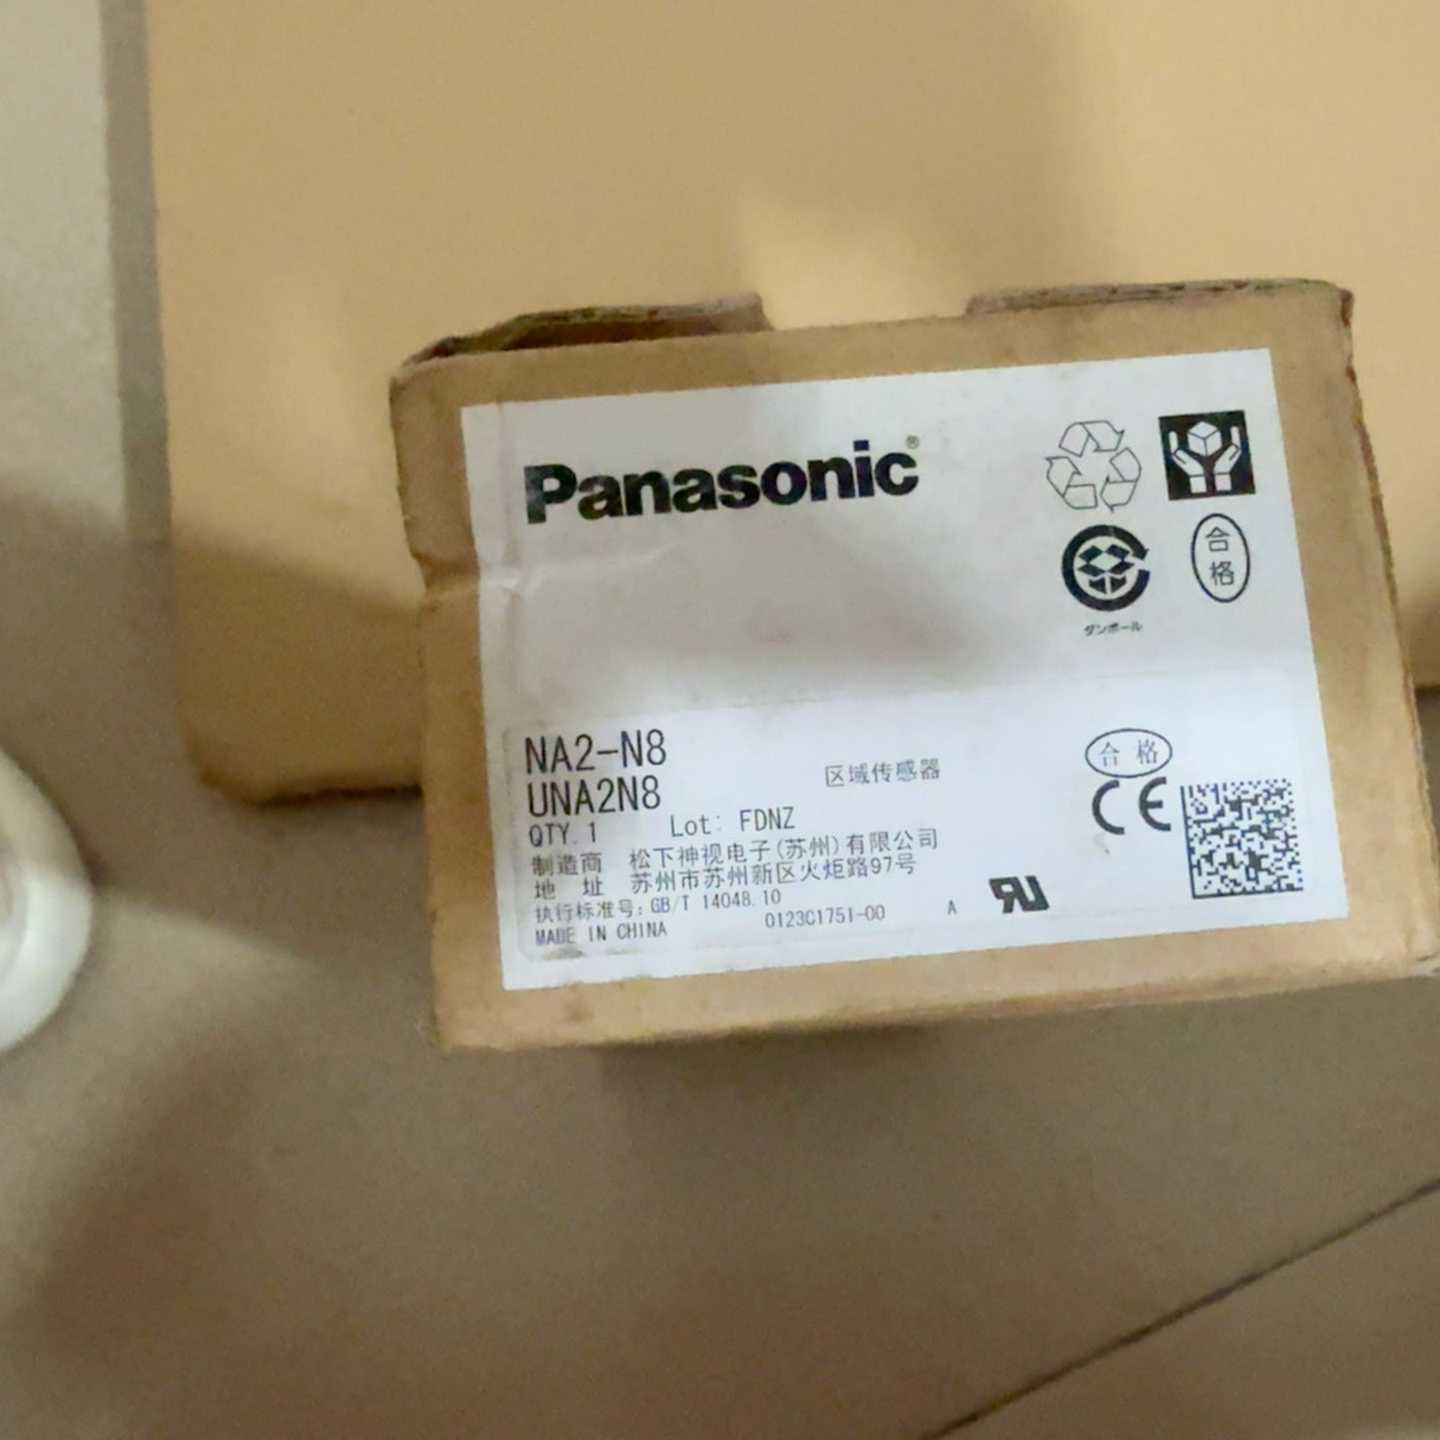 Panasonic®
合格
ダンボール
NA2-N8
UNA2N8
区域传感器
合格
QTY. 1 Lot: FDNZ
制造商 松下神视电子(苏州)有限公司
地 址 苏州市苏州新区火炬路97号
执行标准号: GB/T 14048.10
MADE IN CHINA 0123C1751-00 A
CE